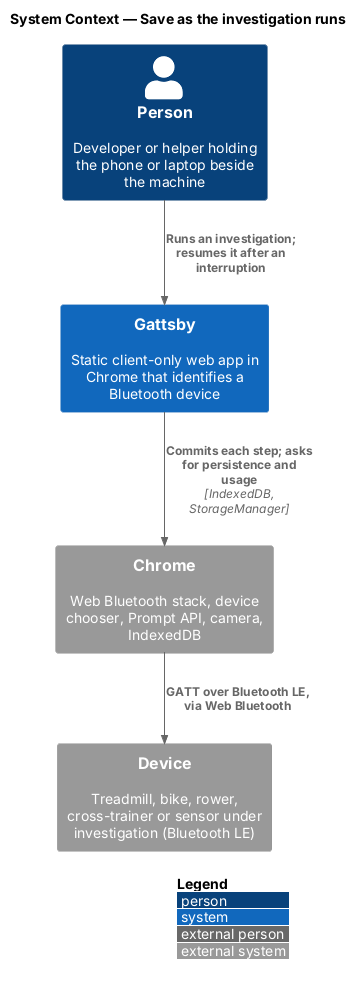 System Context — Save as the investigation runs
Person
Developer or helper holding
the phone or laptop beside
the machine
Runs an investigation;
resumes it after an
interruption
Gattsby
Static client-only web app in
Chrome that identifies a
Bluetooth device
Commits each step; asks
for persistence and
usage
[IndexedDB,
StorageManager]
Chrome
Web Bluetooth stack, device
chooser, Prompt API, camera,
IndexedDB
GATT over Bluetooth LE,
via Web Bluetooth
Device
Treadmill, bike, rower,
cross-trainer or sensor under
investigation (Bluetooth LE)
Legend
person
system
external person
external system